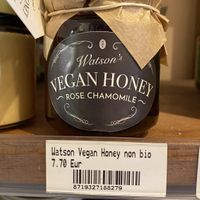 Watson's
VEGAN HONEY
ROSE CHAMOMILE
Watson Vegan Honey non bio
7.70 Eur
8719327168279